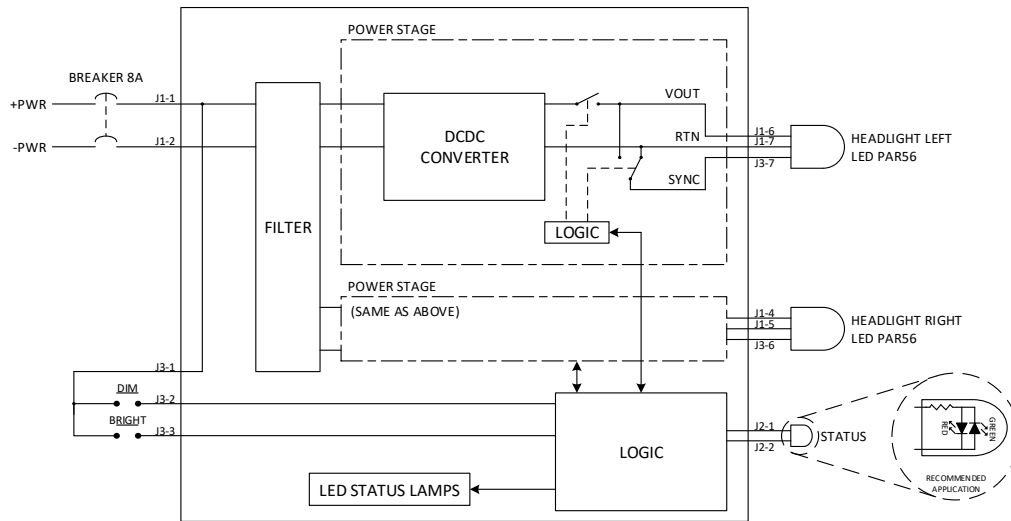 POWER STAGE
BREAKER 8A
+PWR
J1-1
-PWR
J1-2
DCDC
CONVERTER
VOUT
RTN
SYNC
LOGIC
J1-6
J1-7
J3-7
HEADLIGHT LEFT
LED PAR56
FILTER
POWER STAGE
(SAME AS ABOVE)
J1-4
J1-5
J3-6
HEADLIGHT RIGHT
LED PAR56
J3-1
DIM
J3-2
BRIGHT
J3-3
LOGIC
J2-1
J2-2
STATUS
RED
GREEN
RECOMMENDED
APPLICATION
LED STATUS LAMPS